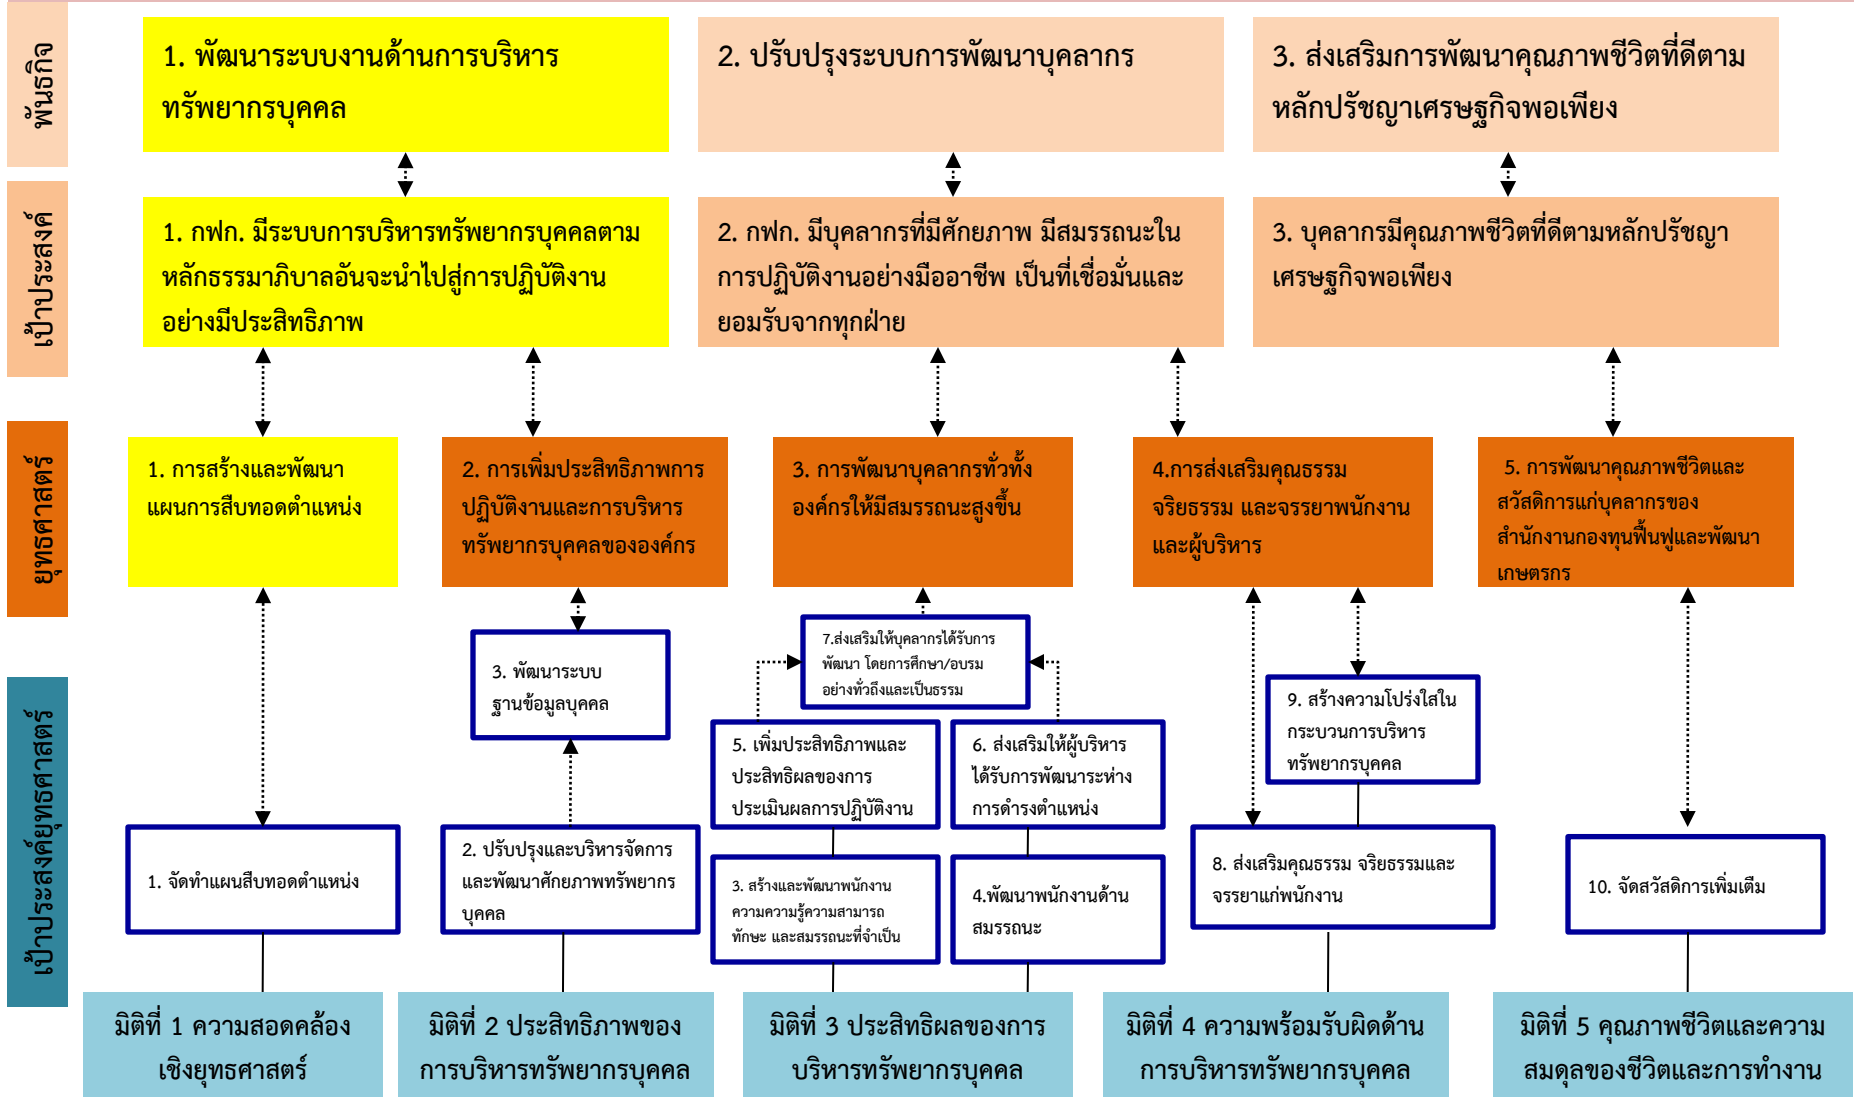 พันธกิจ
1. พัฒนาระบบงานด้านการบริหาร
ทรัพยากรบุคคล
2. ปรับปรุงระบบการพัฒนาบุคลากร
3. ส่งเสริมการพัฒนาคุณภาพชีวิตที่ดีตาม
หลักปรัชญาเศรษฐกิจพอเพียง
เป้าประสงค์
1. กฟก. มีระบบการบริหารทรัพยากรบุคคลตาม
หลักธรรมาภิบาลอันจะนำไปสู่การปฏิบัติงาน
อย่างมีประสิทธิภาพ
2. กฟก. มีบุคลากรที่มีศักยภาพ มีสมรรถนะใน
การปฏิบัติงานอย่างมืออาชีพ เป็นที่เชื่อมั่นและ
ยอมรับจากทุกฝ่าย
3. บุคลากรมีคุณภาพชีวิตที่ดีตามหลักปรัชญา
เศรษฐกิจพอเพียง
ยุทธศาสตร์
1. การสร้างและพัฒนา
แผนการสืบทอดตำแหน่ง
2. การเพิ่มประสิทธิภาพการ
ปฏิบัติงานและการบริหาร
ทรัพยากรบุคคลขององค์กร
3. การพัฒนาบุคลากรทั่วทั้ง
องค์กรให้มีสมรรถนะสูงขึ้น
4.การส่งเสริมคุณธรรม
จริยธรรม และจรรยาพนักงาน
และผู้บริหาร
5. การพัฒนาคุณภาพชีวิตและ
สวัสดิการแก่บุคลากรของ
สำนักงานกองทุนฟื้นฟูและพัฒนา
เกษตรกร
เป้าประสงค์ยุทธศาสตร์
7.ส่งเสริมให้บุคลากรได้รับการ
พัฒนา โดยการศึกษา/อบรม
อย่างทั่วถึงและเป็นธรรม
3. พัฒนาระบบ
ฐานข้อมูลบุคคล
9. สร้างความโปร่งใสใน
กระบวนการบริหาร
ทรัพยากรบุคคล
5. เพิ่มประสิทธิภาพและ
ประสิทธิผลของการ
ประเมินผลการปฏิบัติงาน
6. ส่งเสริมให้ผู้บริหาร
ได้รับการพัฒนาระห่าง
การดำรงตำแหน่ง
1. จัดทำแผนสืบทอดตำแหน่ง
2. ปรับปรุงและบริหารจัดการ
และพัฒนาศักยภาพทรัพยากร
บุคคล
3. สร้างและพัฒนาพนักงาน
ความความรู้ความสามารถ
ทักษะ และสมรรถนะที่จำเป็น
4.พัฒนาพนักงานด้าน
สมรรถนะ
8. ส่งเสริมคุณธรรม จริยธรรมและ
จรรยาแก่พนักงาน
10. จัดสวัสดิการเพิ่มเติม
มิติที่ 1 ความสอดคล้อง
เชิงยุทธศาสตร์
มิติที่ 2 ประสิทธิภาพของ
การบริหารทรัพยากรบุคคล
มิติที่ 3 ประสิทธิผลของการ
บริหารทรัพยากรบุคคล
มิติที่ 4 ความพร้อมรับผิดด้าน
การบริหารทรัพยากรบุคคล
มิติที่ 5 คุณภาพชีวิตและความ
สมดุลของชีวิตและการทำงาน